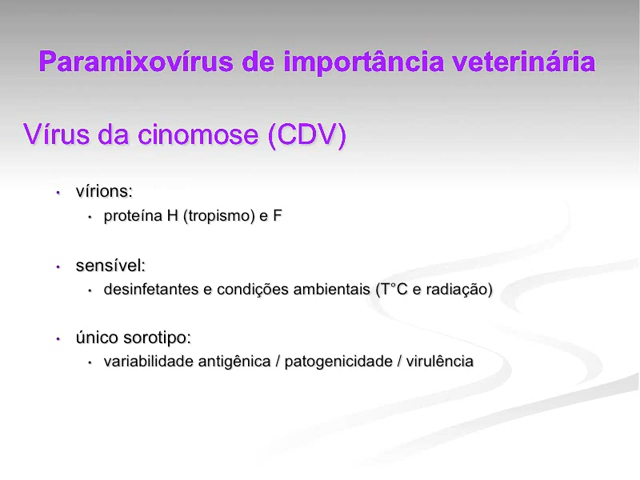 Paramixovírus de importância veterinária
Vírus da cinomose (CDV)
• vírions:
• proteína H (tropismo) e F
• sensível:
• desinfetantes e condições ambientais (T°C e radiação)
• único sorotipo:
• variabilidade antigênica / patogenicidade / virulência